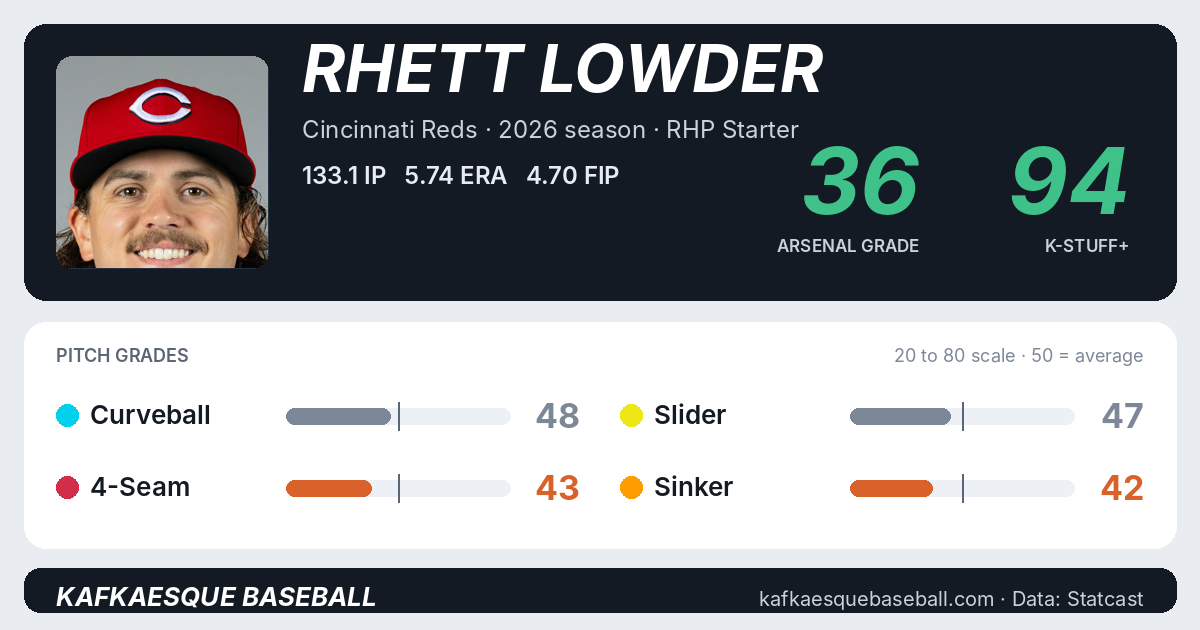 RHETT LOWDER
Cincinnati Reds · 2026 season · RHP Starter
133.1 IP 5.74 ERA 4.70 FIP
36 94
ARSENAL GRADE K-STUFF+
C
PITCH GRADES 20 to 80 scale · 50 = average
Curveball 48 Slider 47
4-Seam 43 Sinker 42
KAFKAESQUE BASEBALL kafkaesquebaseball.com · Data: Statcast